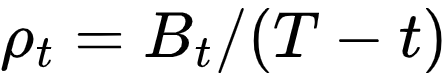 ρ_t = B_t/(T − t)